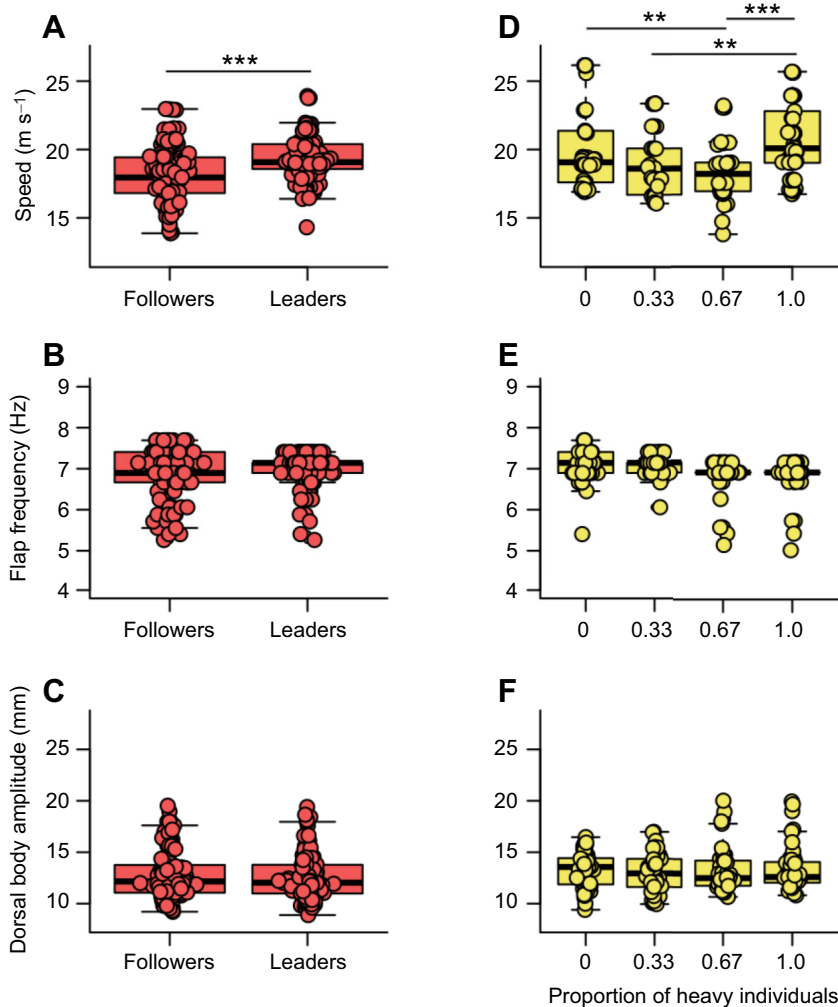 A
Speed (m s⁻¹)
25
20
15
***
Followers Leaders
B
Flap frequency (Hz)
9
8
7
6
5
4
Followers Leaders
C
Dorsal body amplitude (mm)
25
20
15
10
Followers Leaders
D
25
20
15
** ***
**
0 0.33 0.67 1.0
E
9
8
7
6
5
4
0 0.33 0.67 1.0
F
25
20
15
10
0 0.33 0.67 1.0
Proportion of heavy individuals